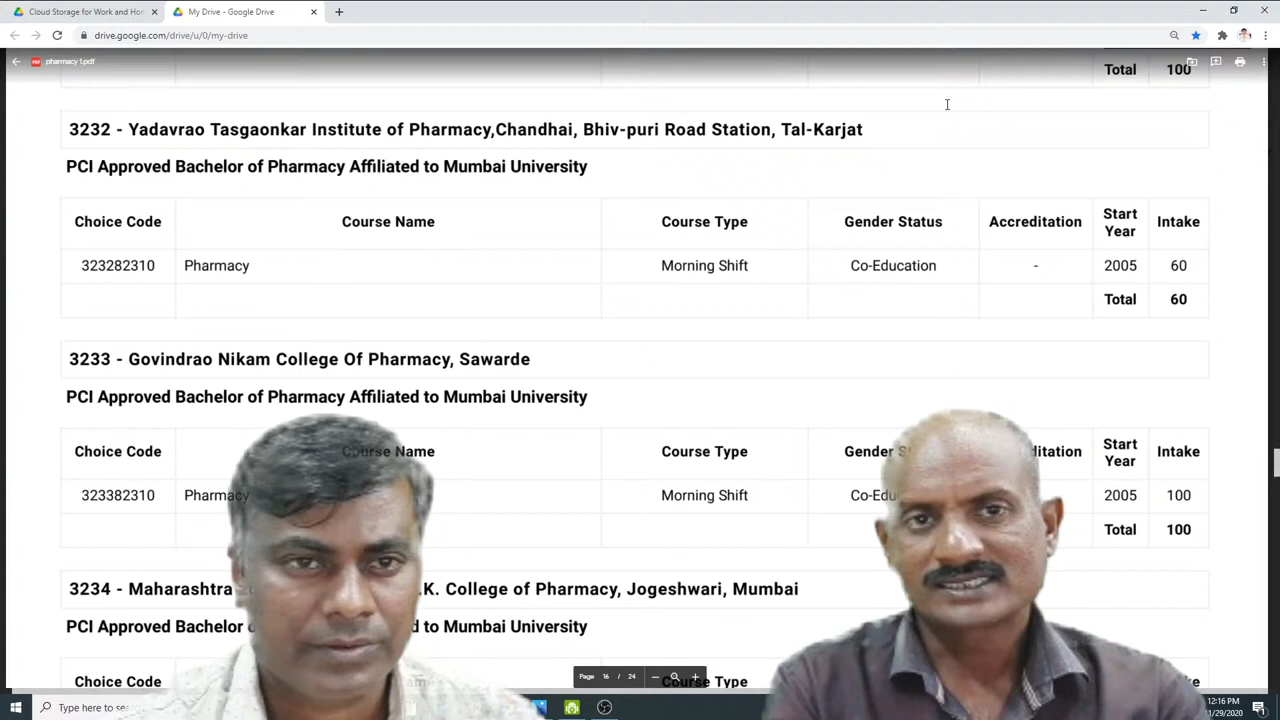 Cloud Storage for Work and Hom
My Drive - Google Drive
drive.google.com/drive/u/0/my-drive
pharmacy 1.pdf
Total 100
3232 - Yadavrao Tasgaonkar Institute of Pharmacy,Chandhai, Bhiv-puri Road Station, Tal-Karjat
PCI Approved Bachelor of Pharmacy Affiliated to Mumbai University
Choice Code Course Name Course Type Gender Status Accreditation Start Year Intake
323282310 Pharmacy Morning Shift Co-Education - 2005 60
Total 60
3233 - Govindrao Nikam College Of Pharmacy, Sawarde
PCI Approved Bachelor of Pharmacy Affiliated to Mumbai University
Choice Code Course Name Course Type Gender Start Year Intake
323382310 Pharmacy Morning Shift 2005 100
Total 100
3234 - Maharashtra .K. College of Pharmacy, Jogeshwari, Mumbai
PCI Approved Bachelor to Mumbai University
Choice Code Type
Page 16 / 24
Type here to
12:16 PM
11/29/2020